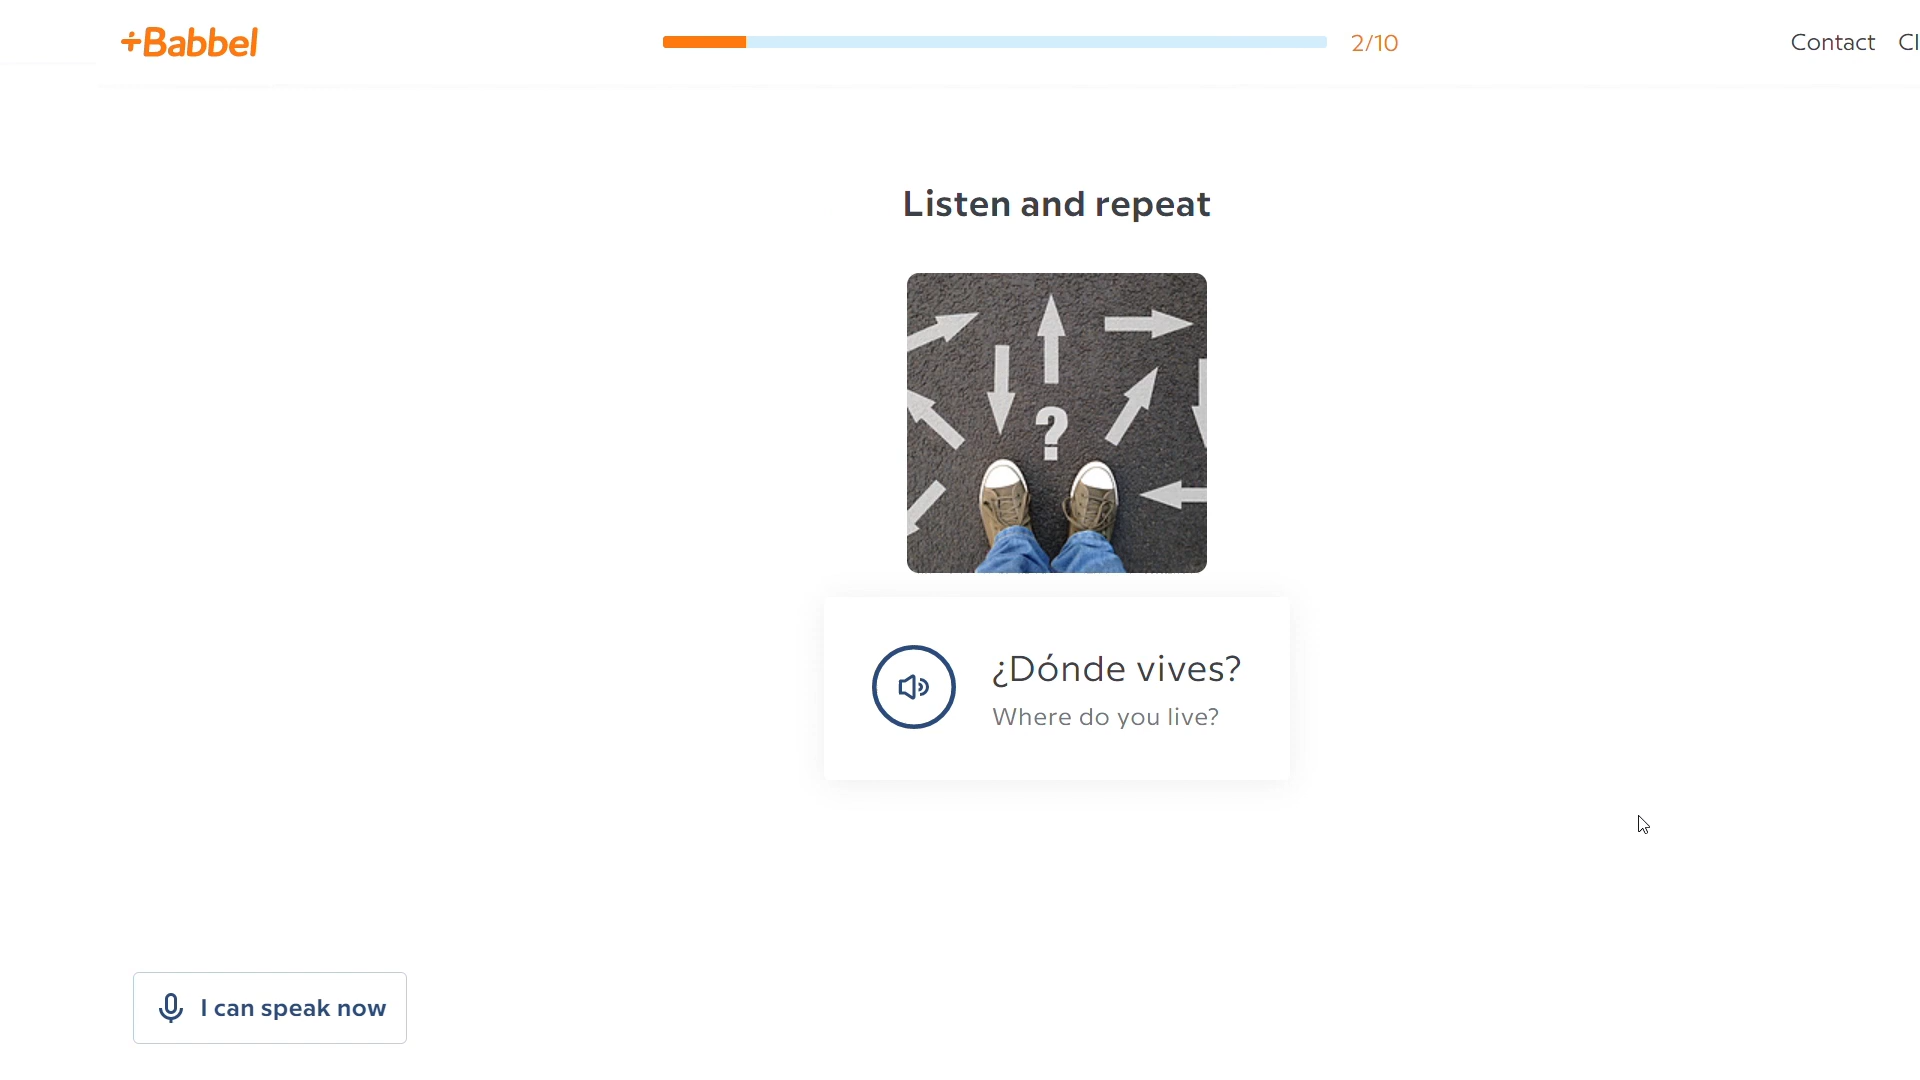 +Babbel
2/10
Contact
Listen and repeat
?
¿Dónde vives?
Where do you live?
I can speak now